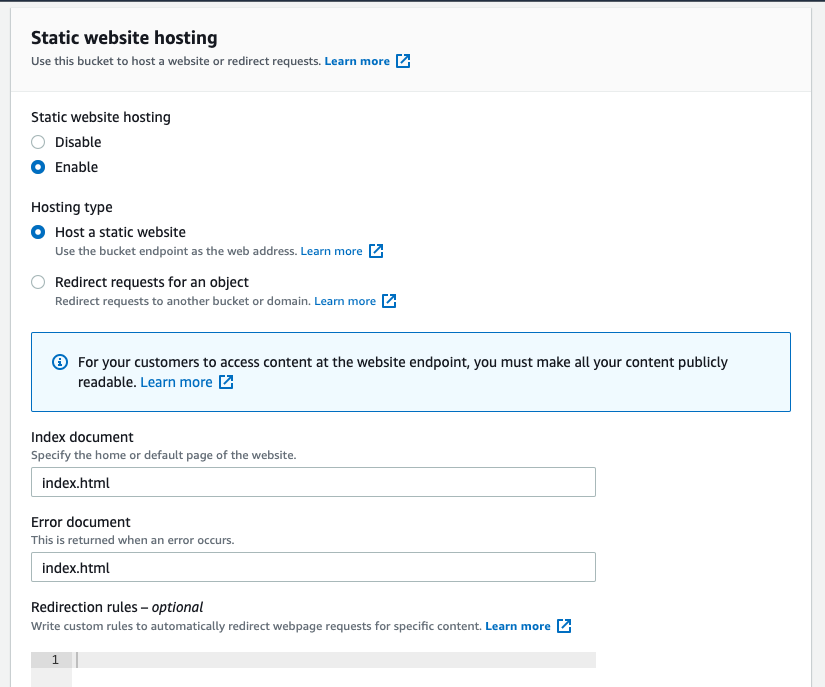 Static website hosting
Use this bucket to host a website or redirect requests. Learn more
Static website hosting
Disable
Enable
Hosting type
Host a static website
Use the bucket endpoint as the web address. Learn more
Redirect requests for an object
Redirect requests to another bucket or domain. Learn more
For your customers to access content at the website endpoint, you must make all your content publicly
readable. Learn more
Index document
Specify the home or default page of the website.
index.html
Error document
This is returned when an error occurs.
index.html
Redirection rules – optional
Write custom rules to automatically redirect webpage requests for specific content. Learn more
1